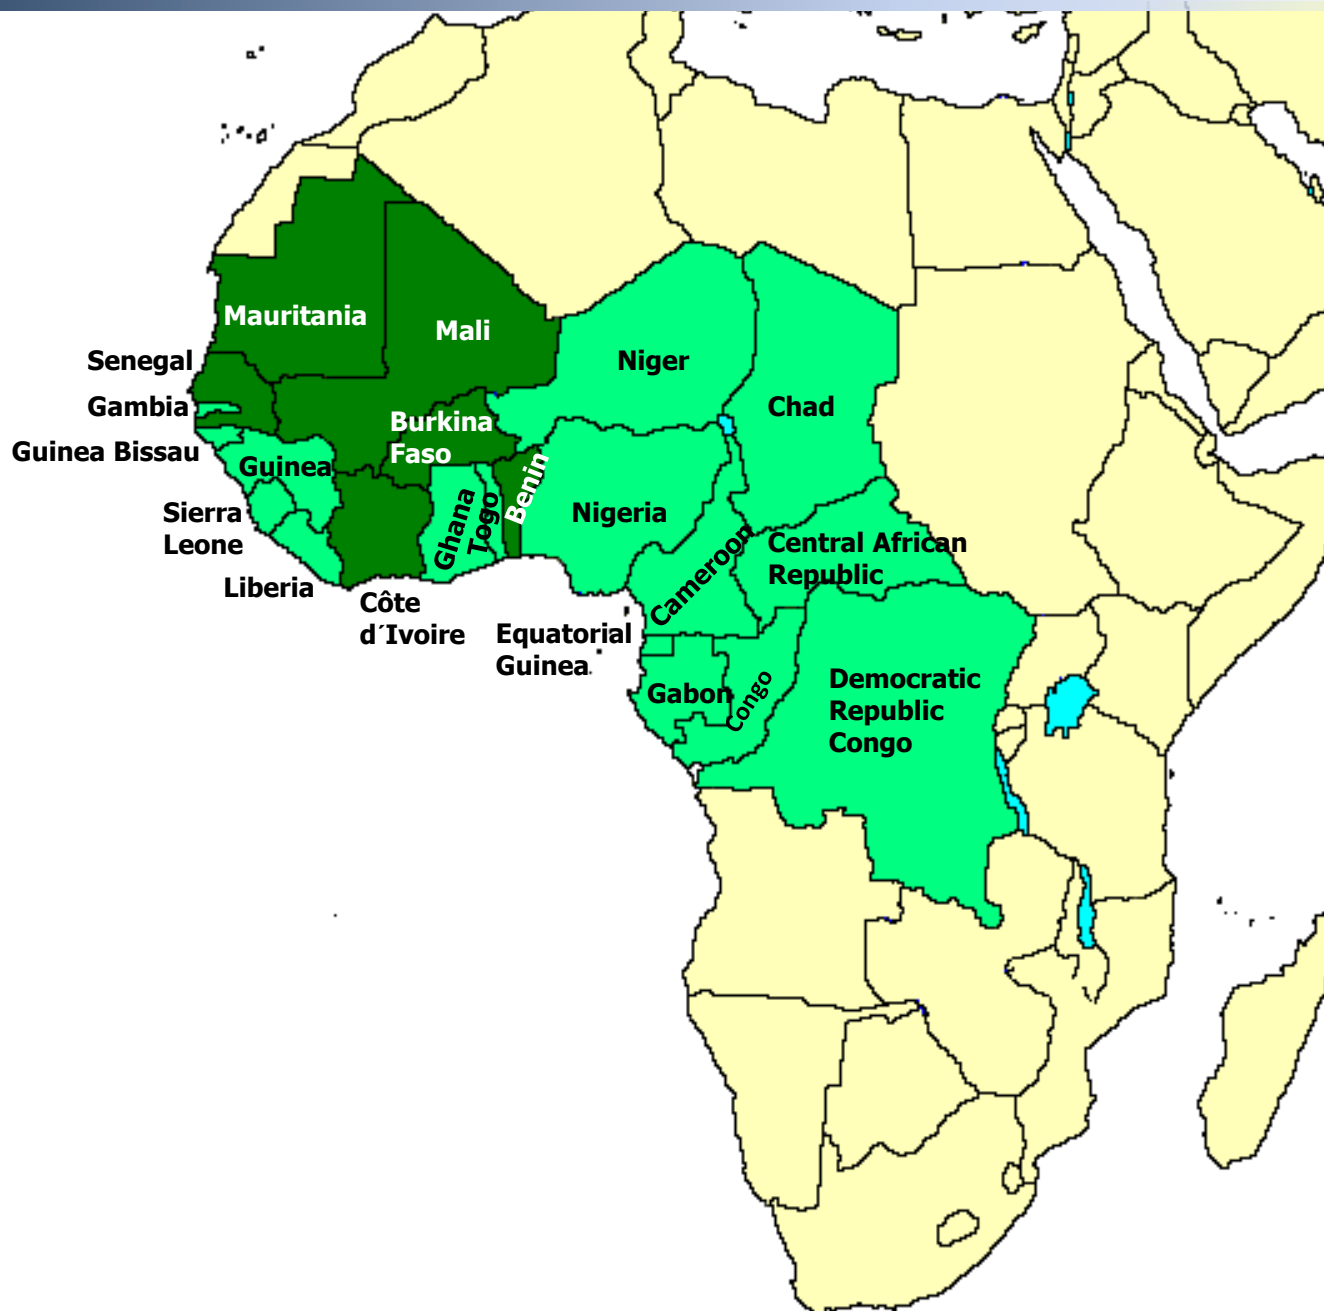 Mauritania
Mali
Senegal
Niger
Gambia
Chad
Burkina
Faso
Guinea Bissau
Guinea
Benin
Sierra
Leone
Ghana
Togo
Nigeria
Cameroon
Central African
Republic
Liberia
Côte
d´Ivoire
Equatorial
Guinea
Gabon
Congo
Democratic
Republic
Congo